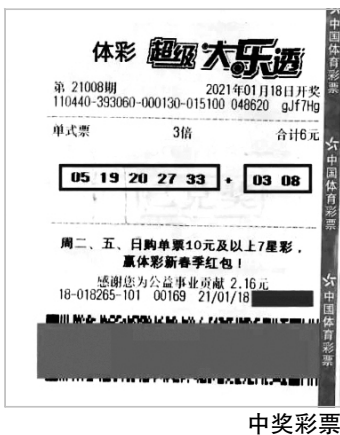 体彩 超级大乐透
第 21008期 2021年01月18日开奖
110440-393060-000130-015100 048620 gJf7Hg
单式票 3倍 合计6元
05 19 20 27 33 + 03 08
周二、五、日购单票10元及以上7星彩，
赢体彩新春季红包！
感谢您为公益事业贡献 2.16元
18-018265-101 00169 21/01/18
中国体育彩票
中国体育彩票
中国体育彩票
中奖彩票